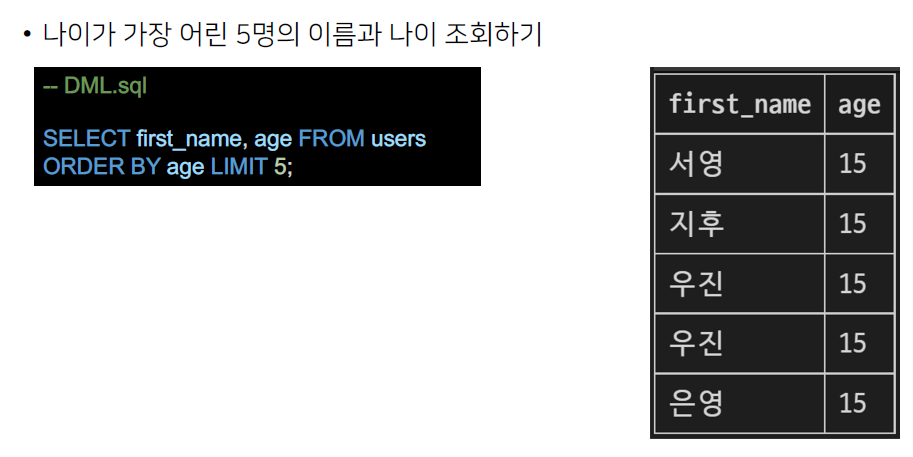 • 나이가 가장 어린 5명의 이름과 나이 조회하기
-- DML.sql
SELECT first_name, age FROM users
ORDER BY age LIMIT 5;
first_name age
서영 15
지후 15
우진 15
우진 15
은영 15